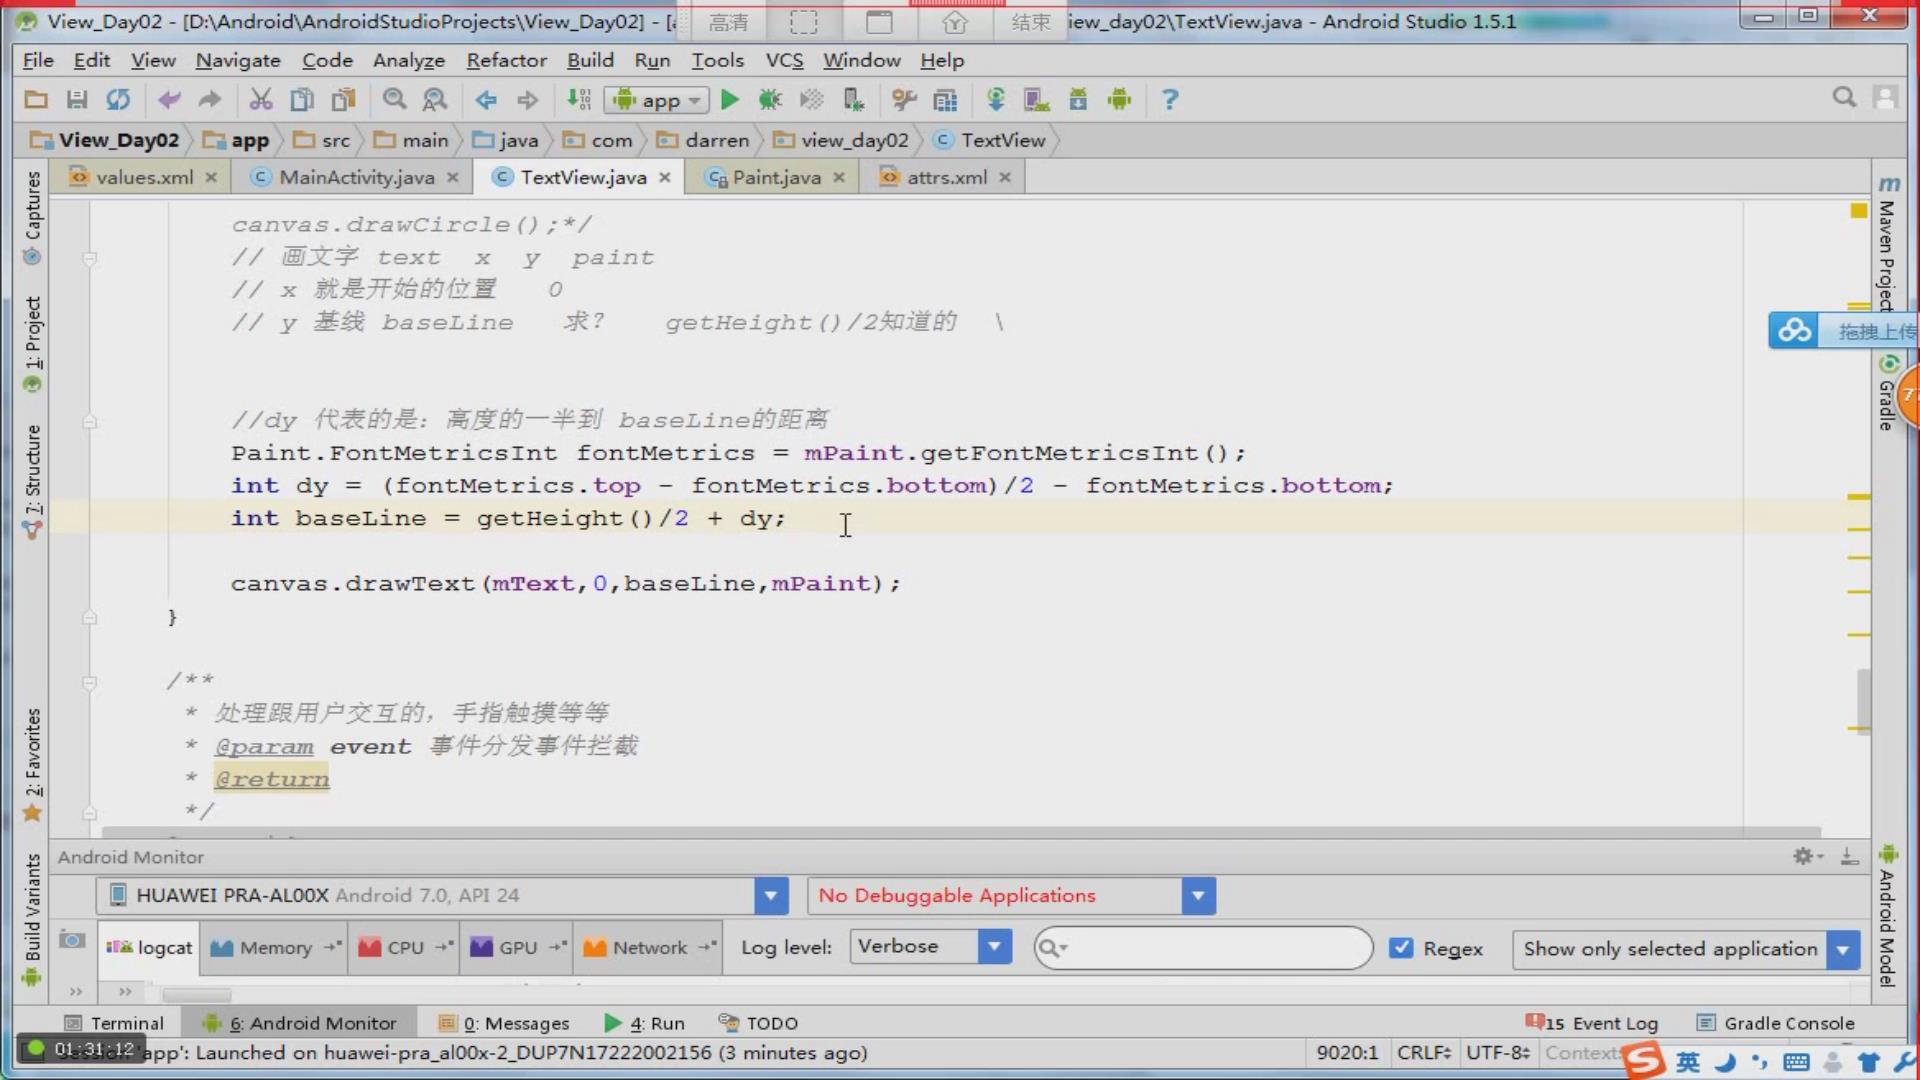 View_Day02 - [D:\Android\AndroidStudioProjects\View_Day02] - [a
高清
结束
iew_day02\TextView.java - Android Studio 1.5.1
File Edit View Navigate Code Analyze Refactor Build Run Tools VCS Window Help
app
View_Day02 app src main java com darren view_day02 TextView
values.xml MainActivity.java TextView.java Paint.java attrs.xml
canvas.drawCircle();*/
// 画文字 text x y paint
// x 就是开始的位置 0
// y 基线 baseLine 求? getHeight()/2知道的 \
//dy 代表的是: 高度的一半到 baseLine的距离
Paint.FontMetricsInt fontMetrics = mPaint.getFontMetricsInt();
int dy = (fontMetrics.top - fontMetrics.bottom)/2 - fontMetrics.bottom;
int baseLine = getHeight()/2 + dy;
canvas.drawText(mText,0,baseLine,mPaint);
}
/**
* 处理跟用户交互的, 手指触摸等等
* @param event 事件分发事件拦截
* @return
*/
Captures
1: Project
7: Structure
2: Favorites
Build Variants
Maven Project
Gradle
Android Model
拖拽上传
Android Monitor
HUAWEI PRA-AL00X Android 7.0, API 24
No Debuggable Applications
logcat Memory CPU GPU Network Log level: Verbose Regex Show only selected application
Terminal 6: Android Monitor 0: Messages 4: Run TODO 15 Event Log Gradle Console
01:31:12 'app': Launched on huawei-pra_al00x-2_DUP7N17222002156 (3 minutes ago)
9020:1 CRLF UTF-8 Context:
英